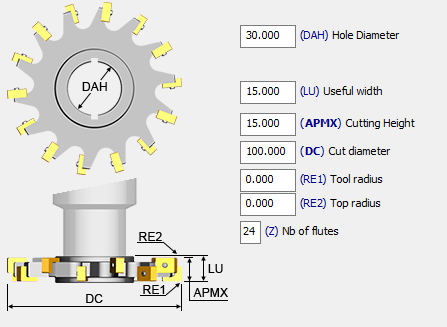 DAH
30.000 (DAH) Hole Diameter
15.000 (LU) Useful width
15.000 (APMX) Cutting Height
100.000 (DC) Cut diameter
0.000 (RE1) Tool radius
0.000 (RE2) Top radius
24 (Z) Nb of flutes
RE2
LU
RE1
APMX
DC